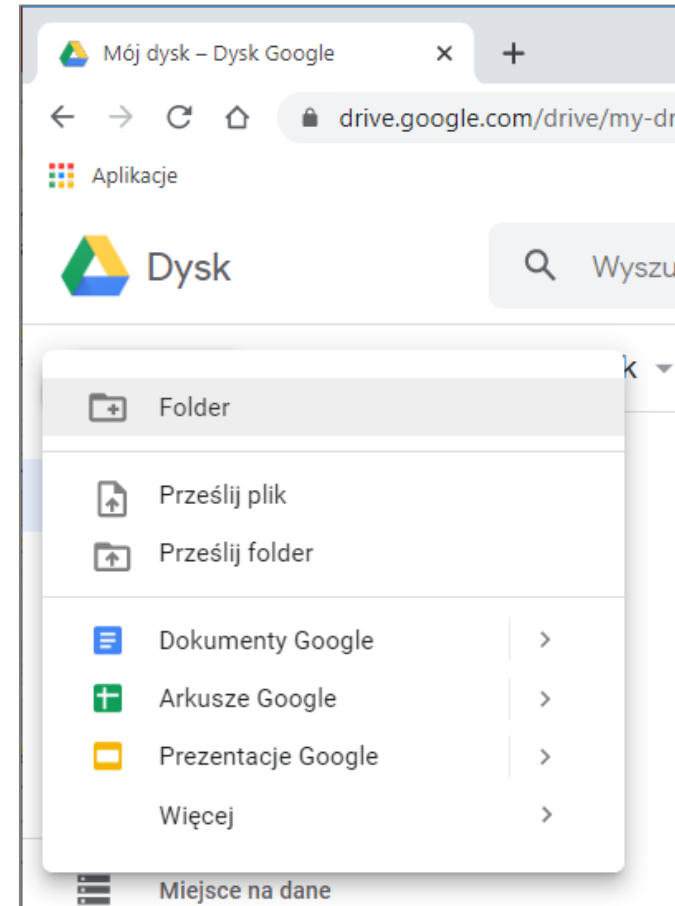 Mój dysk – Dysk Google
drive.google.com/drive/my-dr
Aplikacje
Dysk
Wyszu
k
Folder
Prześlij plik
Prześlij folder
Dokumenty Google
Arkusze Google
Prezentacje Google
Więcej
Miejsce na dane